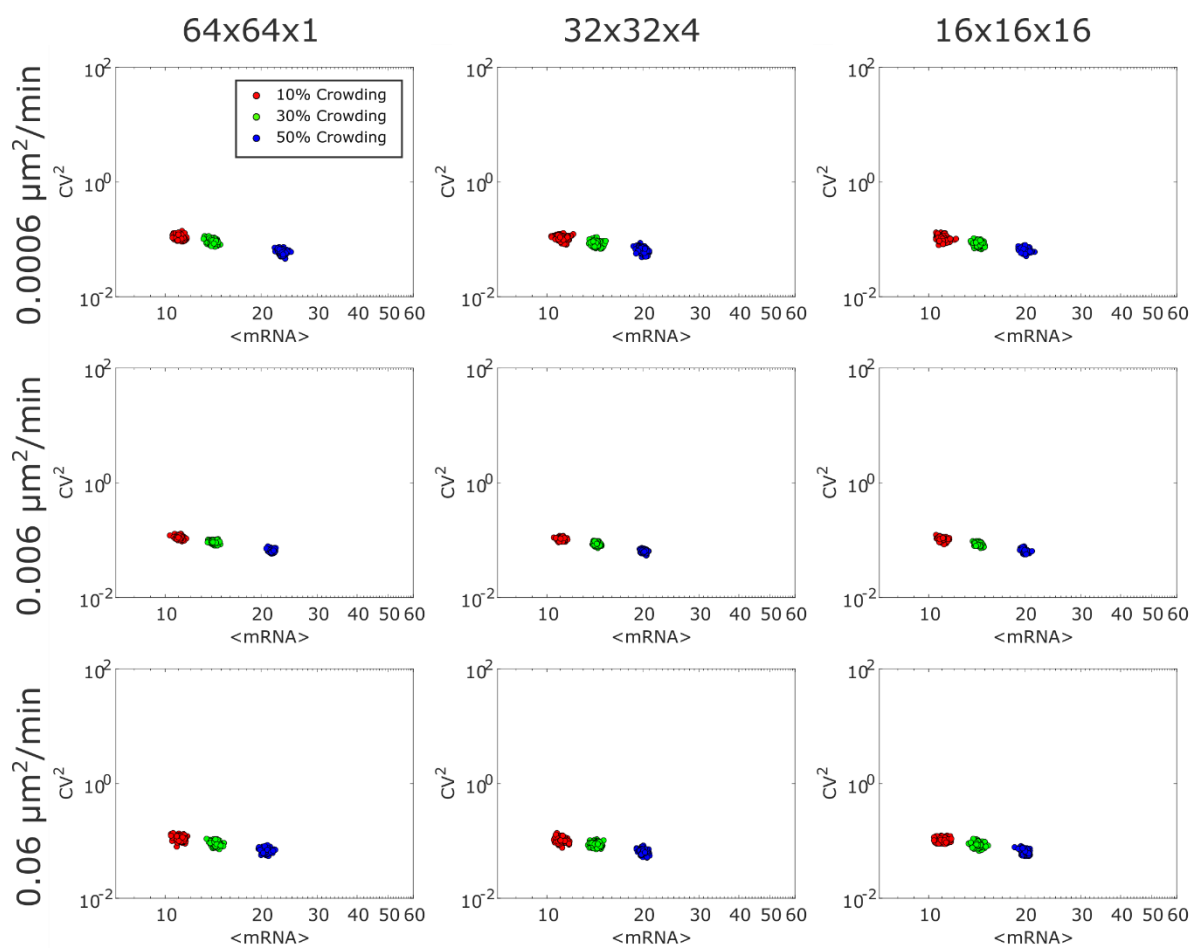 64x64x1 32x32x4 16x16x16
0.0006 µm²/min
10²
10⁰
10⁻²
CV²
10% Crowding
30% Crowding
50% Crowding
10 20 30 40 50 60
<mRNA>
10²
10⁰
10⁻²
CV²
10 20 30 40 50 60
<mRNA>
10²
10⁰
10⁻²
CV²
10 20 30 40 50 60
<mRNA>
0.006 µm²/min
10²
10⁰
10⁻²
CV²
10 20 30 40 50 60
<mRNA>
10²
10⁰
10⁻²
CV²
10 20 30 40 50 60
<mRNA>
10²
10⁰
10⁻²
CV²
10 20 30 40 50 60
<mRNA>
0.06 µm²/min
10²
10⁰
10⁻²
CV²
10 20 30 40 50 60
<mRNA>
10²
10⁰
10⁻²
CV²
10 20 30 40 50 60
<mRNA>
10²
10⁰
10⁻²
CV²
10 20 30 40 50 60
<mRNA>